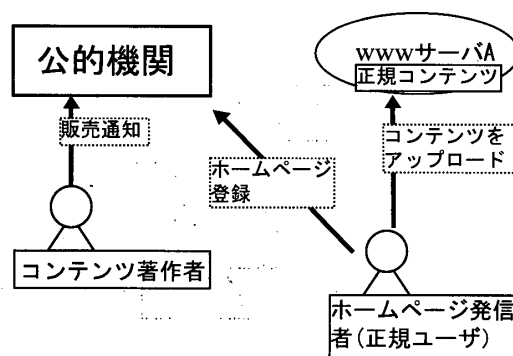 公的機関
wwwサーバA
正規コンテンツ
販売通知
コンテンツを
アップロード
ホームページ
登録
コンテンツ著作者
ホームページ発信
者(正規ユーザ)